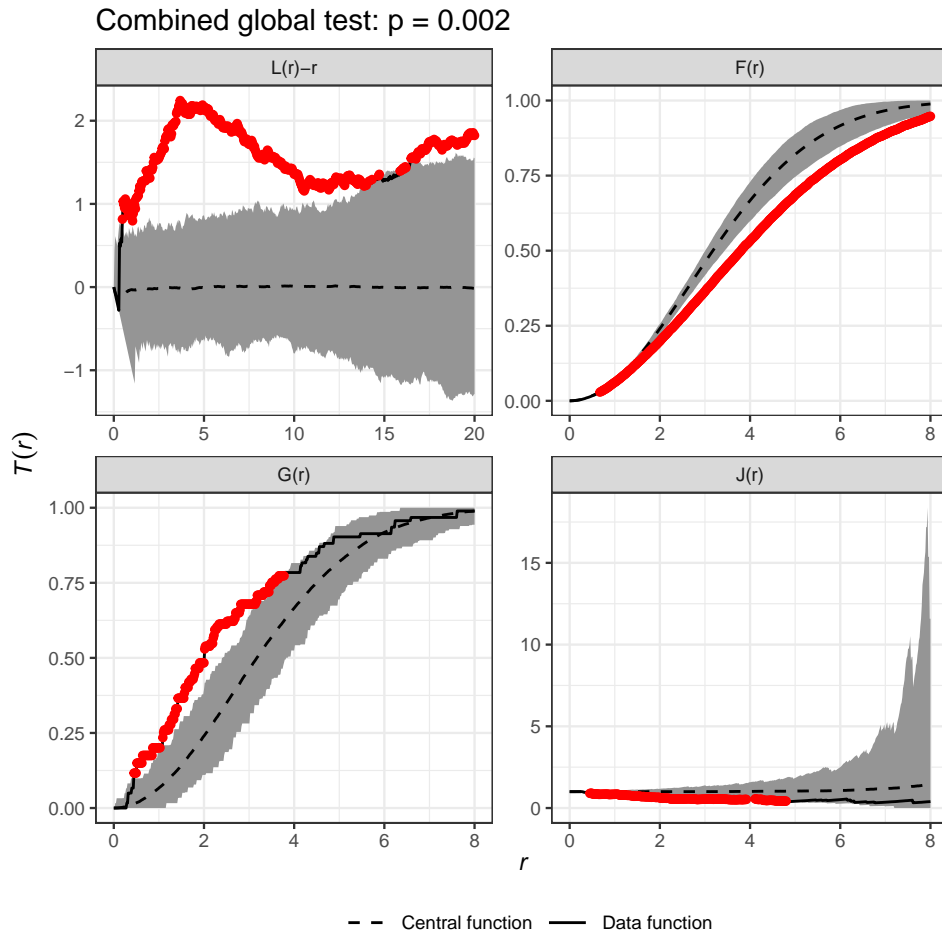 Combined global test: p = 0.002
L(r)−r
F(r)
2
1
0
−1
0 5 10 15 20
1.00
0.75
0.50
0.25
0.00
0 2 4 6 8
T(r)
G(r)
J(r)
1.00
0.75
0.50
0.25
0.00
0 2 4 6 8
15
10
5
0
0 2 4 6 8
r
Central function Data function